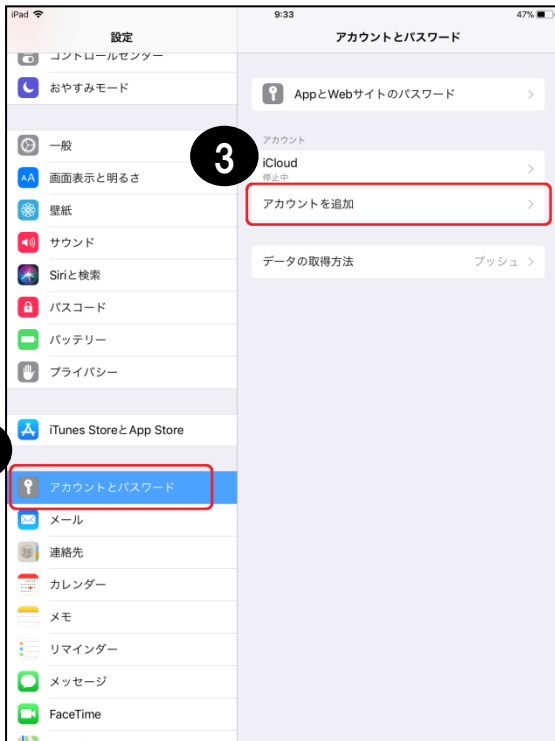 iPad 9:33 47%
設定
コントロールセンター
おやすみモード
一般
画面表示と明るさ
壁紙
サウンド
Siriと検索
パスコード
バッテリー
プライバシー
iTunes StoreとApp Store
アカウントとパスワード
メール
連絡先
カレンダー
メモ
リマインダー
メッセージ
FaceTime
アカウントとパスワード
AppとWebサイトのパスワード
アカウント
3
iCloud
停止中
アカウントを追加
データの取得方法 プッシュ